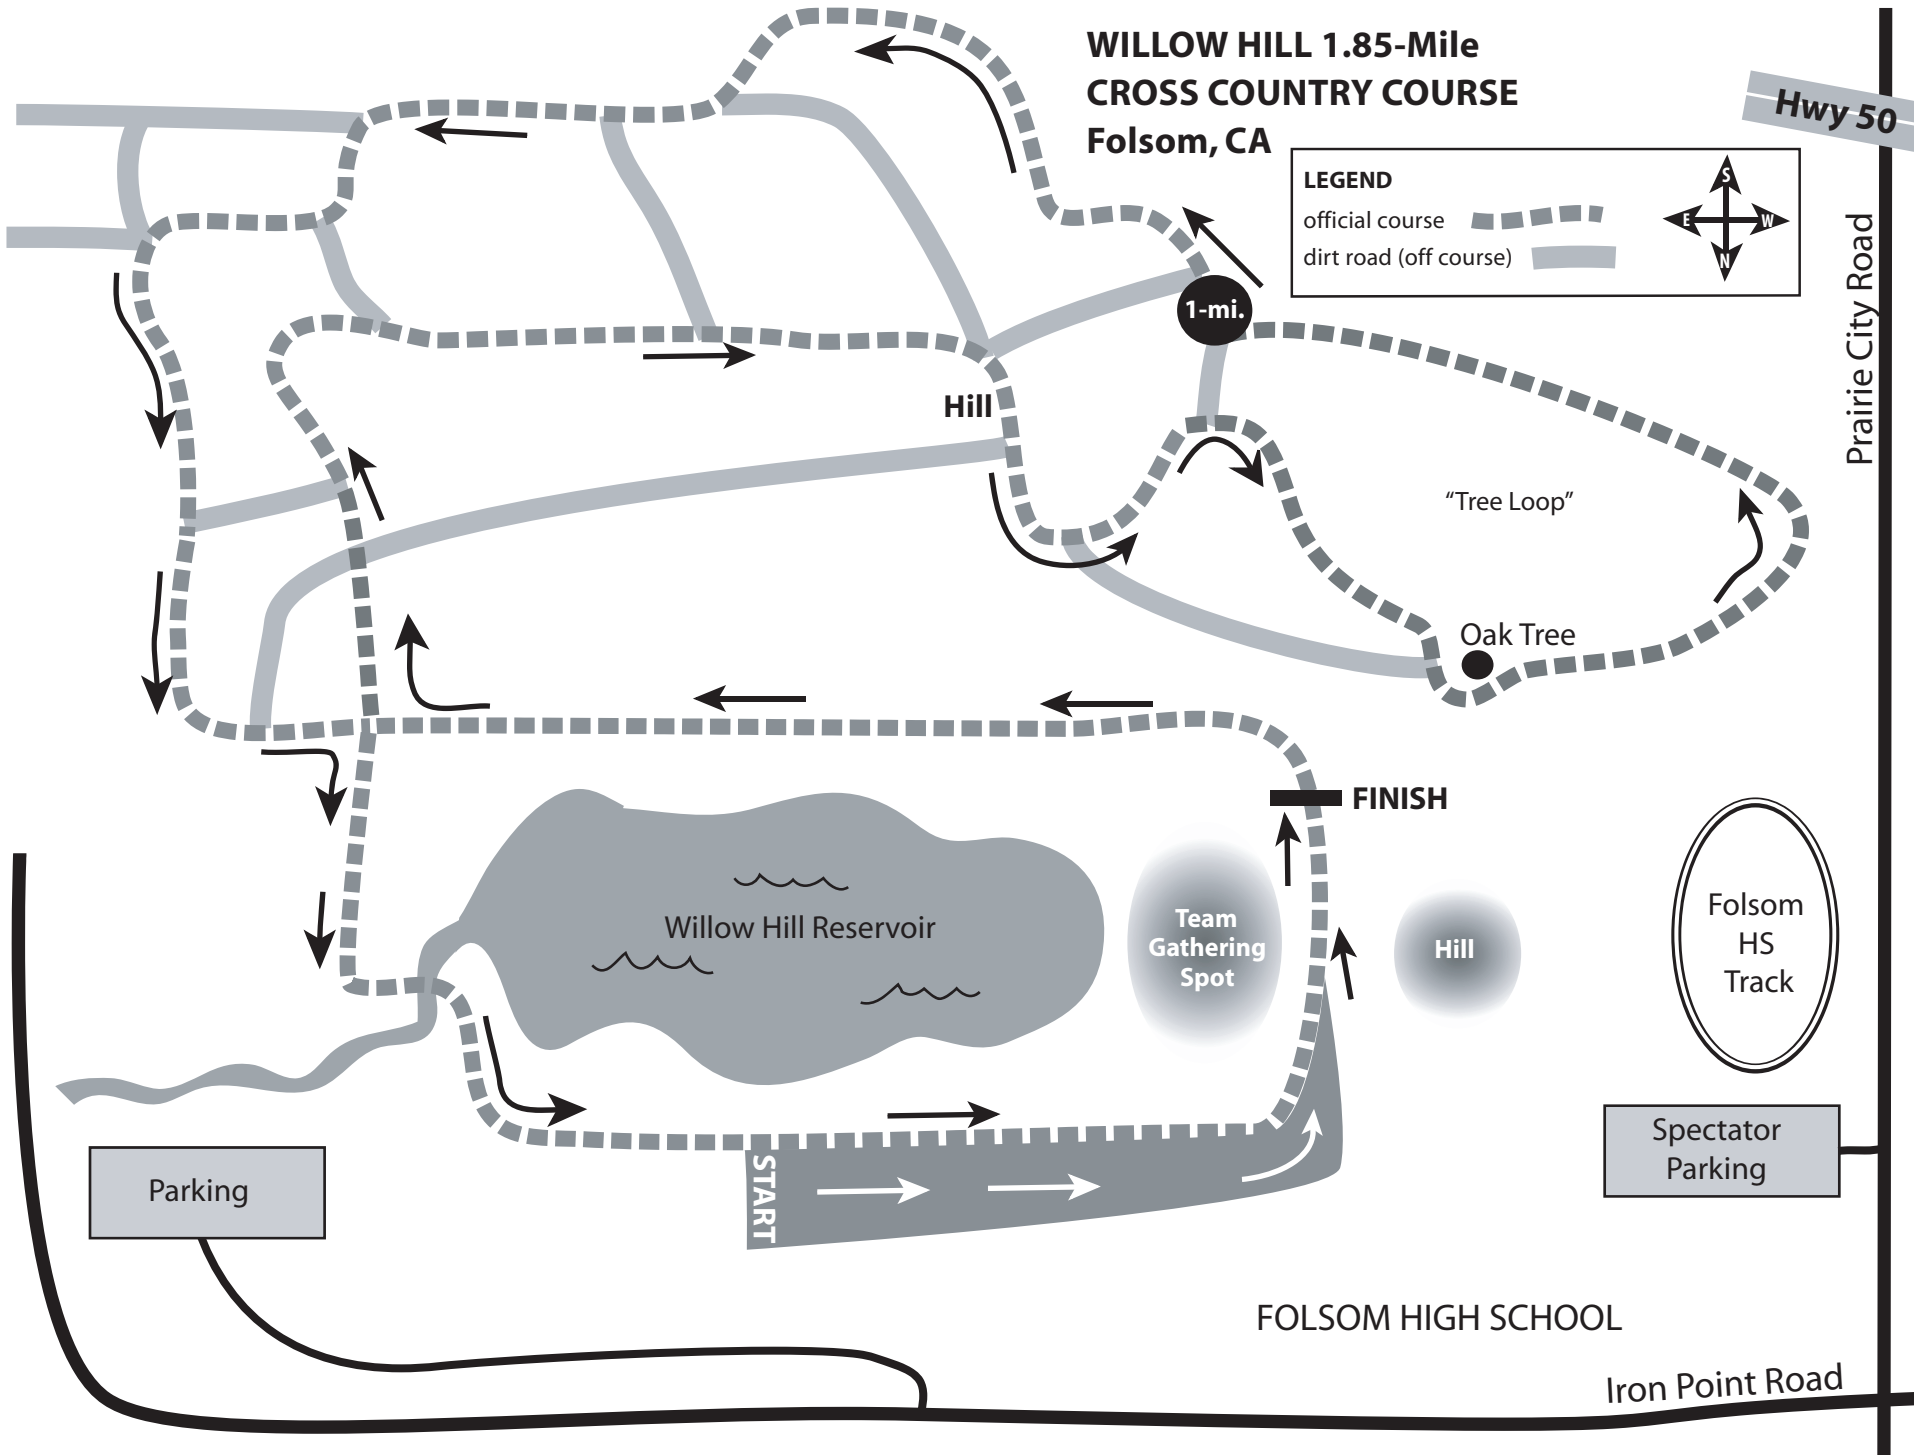 WILLOW HILL 1.85-Mile
CROSS COUNTRY COURSE
Folsom, CA
Hwy 50
LEGEND
official course
dirt road (off course)
S
E
W
N
Prairie City Road
1-mi.
Hill
“Tree Loop”
Oak Tree
FINISH
Willow Hill Reservoir
Team
Gathering
Spot
Hill
Folsom
HS
Track
START
Parking
Spectator
Parking
FOLSOM HIGH SCHOOL
Iron Point Road